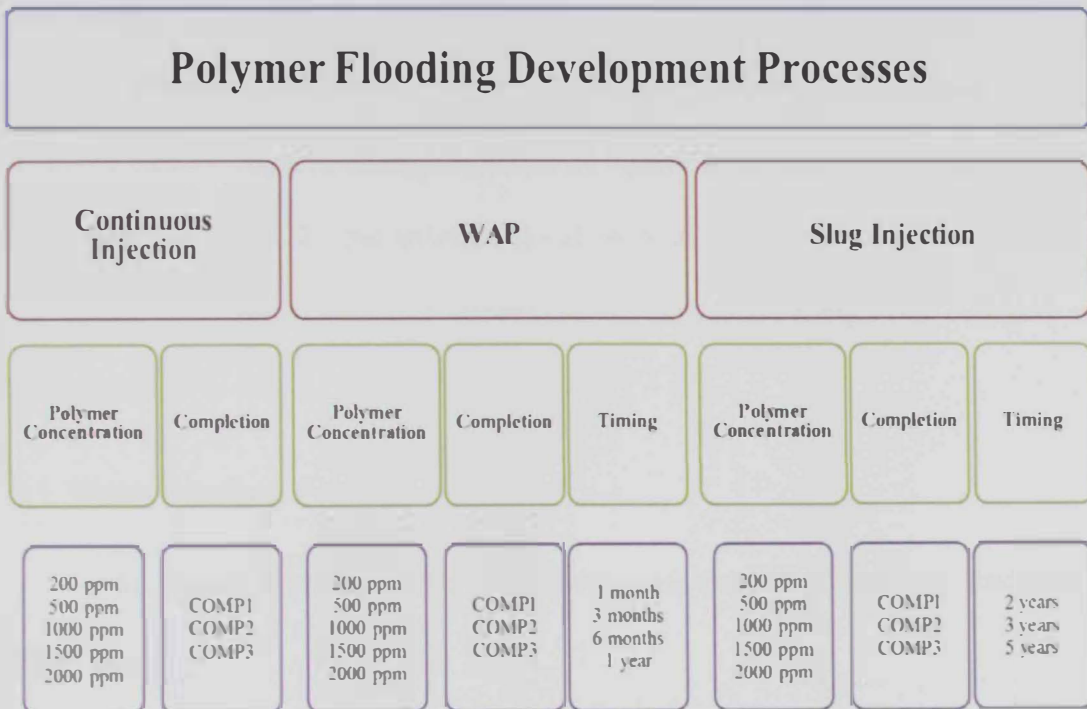 Polymer Flooding Development Processes
Continuous
Injection
WAP
Slug Injection
Polymer
Concentration
Completion
Polymer
Concentration
Completion
Timing
Polymer
Concentration
Completion
Timing
200 ppm
500 ppm
1000 ppm
1500 ppm
2000 ppm
COMP1
COMP2
COMP3
200 ppm
500 ppm
1000 ppm
1500 ppm
2000 ppm
COMP1
COMP2
COMP3
1 month
3 months
6 months
1 year
200 ppm
500 ppm
1000 ppm
1500 ppm
2000 ppm
COMP1
COMP2
COMP3
2 years
3 years
5 years